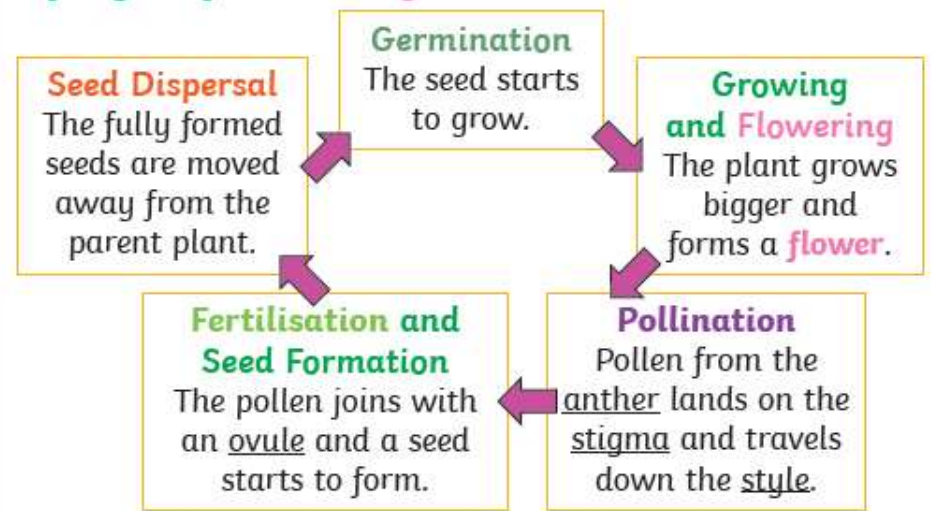 Germination
The seed starts
to grow.
Growing
and Flowering
The plant grows
bigger and
forms a flower.
Pollination
Pollen from the
anther lands on the
stigma and travels
down the style.
Fertilisation and
Seed Formation
The pollen joins with
an ovule and a seed
starts to form.
Seed Dispersal
The fully formed
seeds are moved
away from the
parent plant.